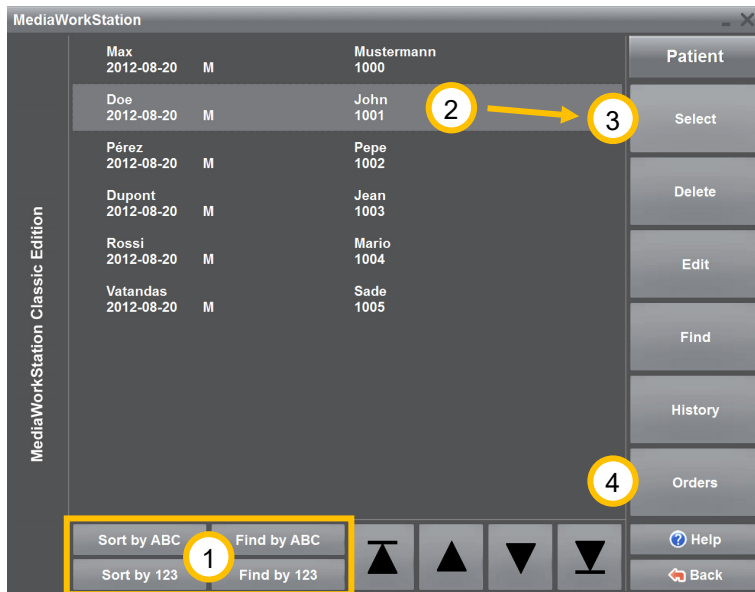 MediaWorkStation
MediaWorkStation Classic Edition
Max Mustermann
2012-08-20 M 1000
Doe John
2012-08-20 M 1001
2
3
Pérez Pepe
2012-08-20 M 1002
Dupont Jean
2012-08-20 M 1003
Rossi Mario
2012-08-20 M 1004
Vatandas Sade
2012-08-20 M 1005
Patient
Select
Delete
Edit
Find
History
4
Orders
Sort by ABC Find by ABC
1
Sort by 123 Find by 123
? Help
Back